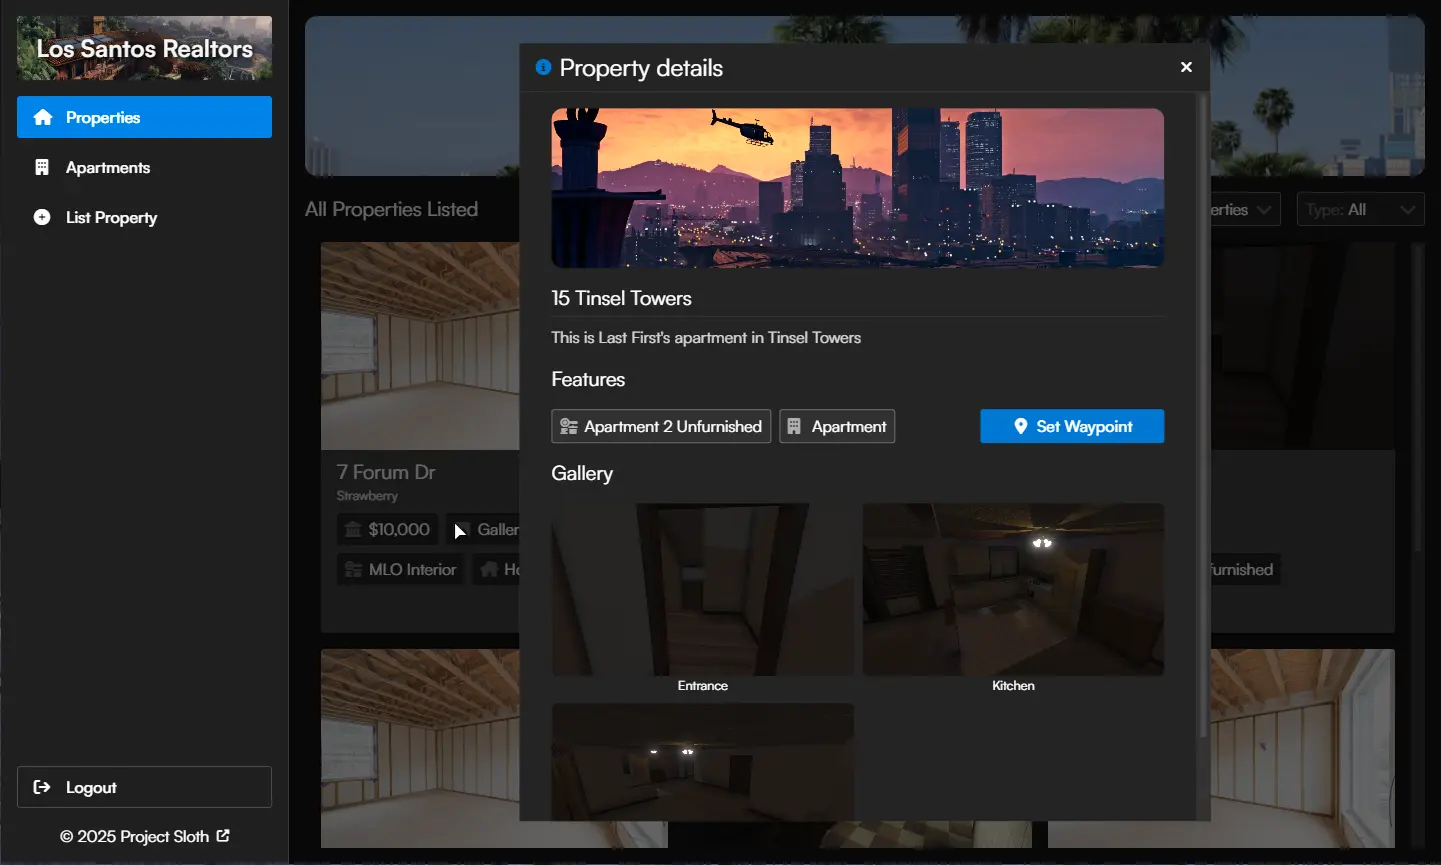 Los Santos Realtors
Properties
Apartments
List Property
Logout
© 2025 Project Sloth
All Properties Listed
erties
Type: All
7 Forum Dr
Strawberry
$10,000
Galler
MLO Interior
Ho
furnished
Property details
15 Tinsel Towers
This is Last First's apartment in Tinsel Towers
Features
Apartment 2 Unfurnished
Apartment
Set Waypoint
Gallery
Entrance
Kitchen